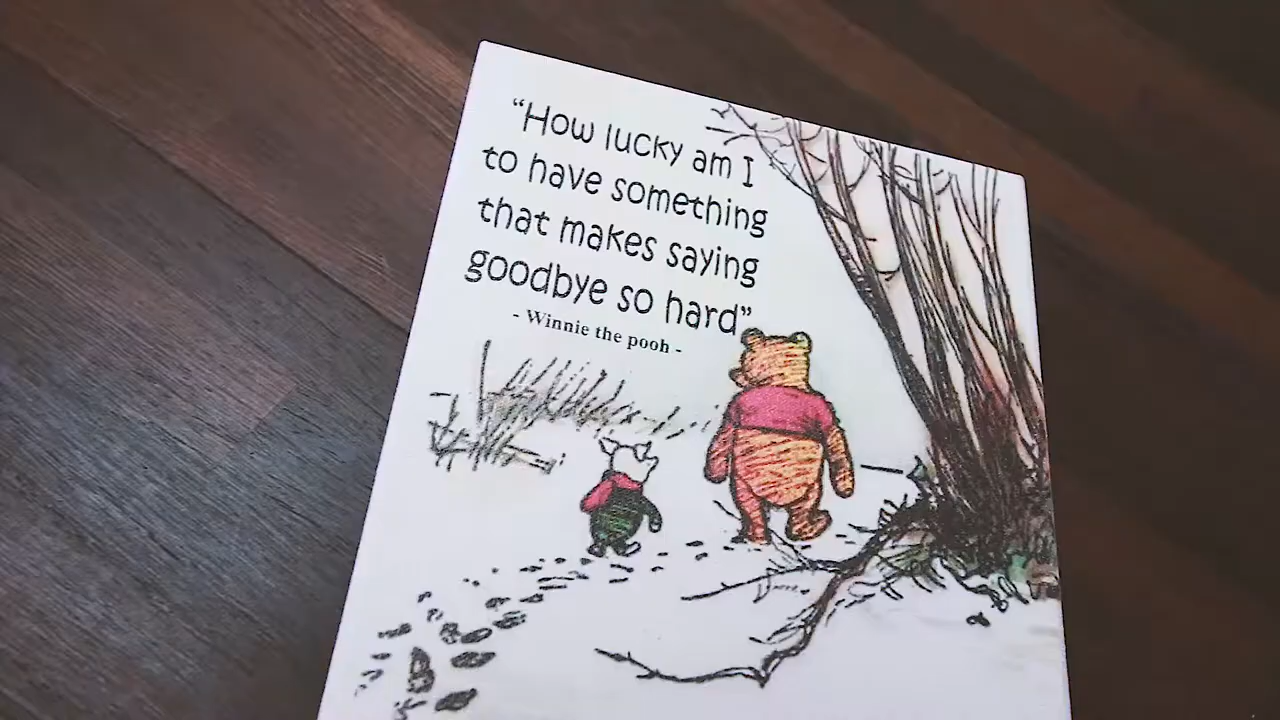 “How lucky am I
to have something
that makes saying
goodbye so hard”
- Winnie the pooh -